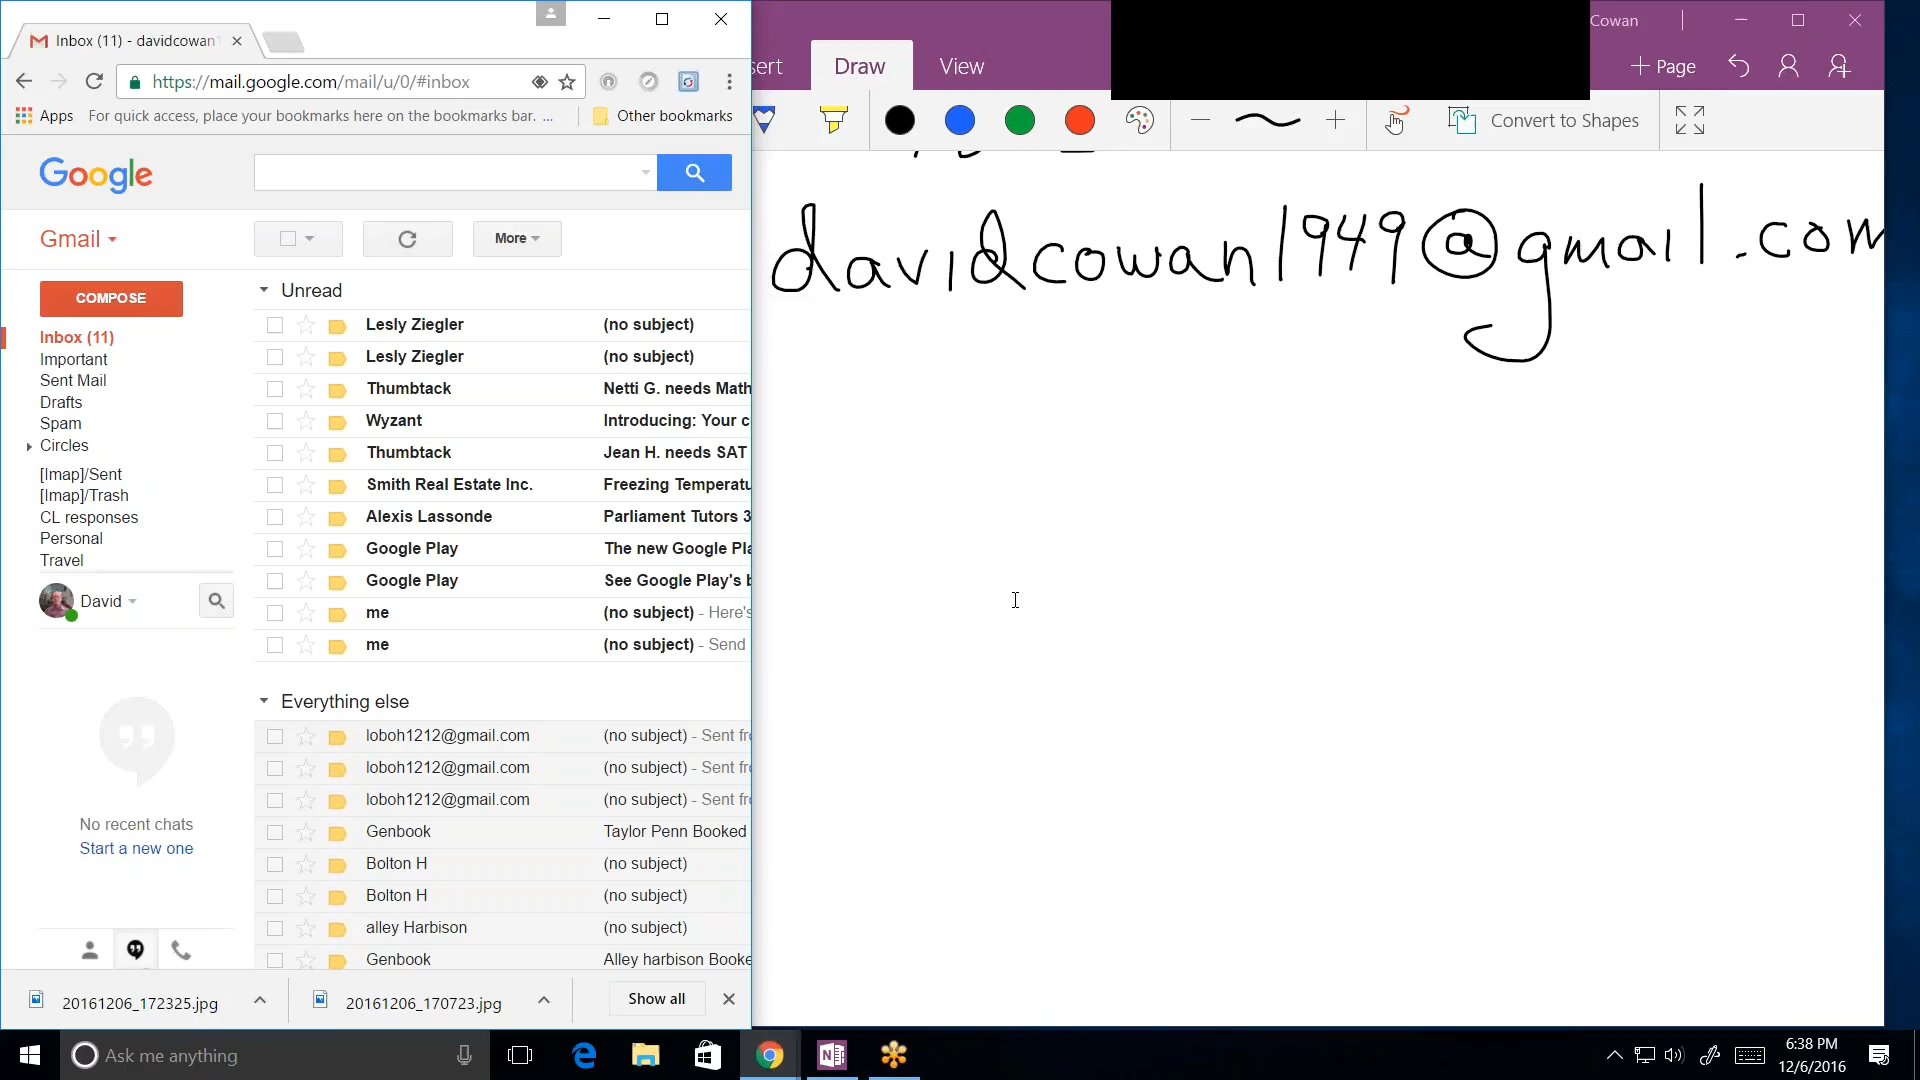 Inbox (11) - davidcowan1
https://mail.google.com/mail/u/0/#inbox
Apps For quick access, place your bookmarks here on the bookmarks bar. ... Other bookmarks
Google
Gmail
More
COMPOSE
Inbox (11)
Important
Sent Mail
Drafts
Spam
Circles
[Imap]/Sent
[Imap]/Trash
CL responses
Personal
Travel
David
No recent chats
Start a new one
Unread
Lesly Ziegler (no subject)
Lesly Ziegler (no subject)
Thumbtack Netti G. needs Math
Wyzant Introducing: Your c
Thumbtack Jean H. needs SAT
Smith Real Estate Inc. Freezing Temperatu
Alexis Lassonde Parliament Tutors 3
Google Play The new Google Pla
Google Play See Google Play's b
me (no subject) - Here's
me (no subject) - Send
Everything else
loboh1212@gmail.com (no subject) - Sent fro
loboh1212@gmail.com (no subject) - Sent fro
loboh1212@gmail.com (no subject) - Sent fro
Genbook Taylor Penn Booked
Bolton H (no subject)
Bolton H (no subject)
alley Harbison (no subject)
Genbook Alley harbison Booke
20161206_172325.jpg 20161206_170723.jpg Show all
Cowan
sert Draw View Page
Convert to Shapes
davidcowan1949@gmail.com
Ask me anything
6:38 PM
12/6/2016